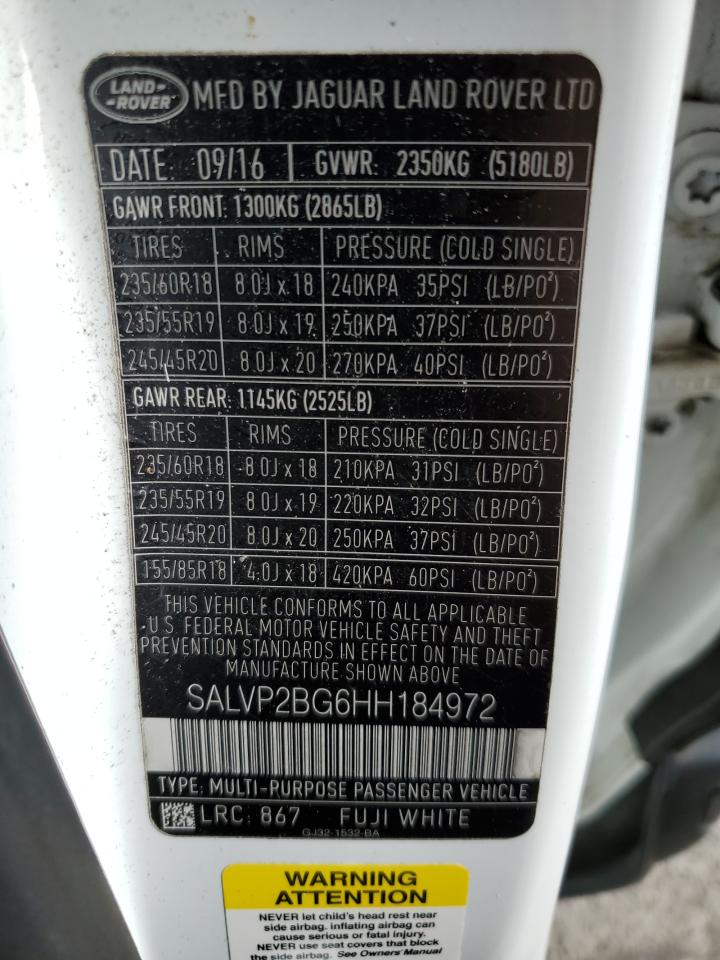 LAND-
-ROVER
MFD BY JAGUAR LAND ROVER LTD
DATE: 09/16 GVWR: 2350KG (5180LB)
GAWR FRONT: 1300KG (2865LB)
TIRES RIMS PRESSURE (COLD SINGLE)
235/60R18 8.0J x 18 240KPA 35PSI (LB/PO²)
235/55R19 8.0J x 19 250KPA 37PSI (LB/PO²)
245/45R20 8.0J x 20 270KPA 40PSI (LB/PO²)
GAWR REAR: 1145KG (2525LB)
TIRES RIMS PRESSURE (COLD SINGLE)
235/60R18 8.0J x 18 210KPA 31PSI (LB/PO²)
235/55R19 8.0J x 19 220KPA 32PSI (LB/PO²)
245/45R20 8.0J x 20 250KPA 37PSI (LB/PO²)
155/85R18 4.0J x 18 420KPA 60PSI (LB/PO²)
THIS VEHICLE CONFORMS TO ALL APPLICABLE
U.S. FEDERAL MOTOR VEHICLE SAFETY AND THEFT
PREVENTION STANDARDS IN EFFECT ON THE DATE OF
MANUFACTURE SHOWN ABOVE
SALVP2BG6HH184972
TYPE: MULTI-PURPOSE PASSENGER VEHICLE
LRC: 867 FUJI WHITE
GJ32-1532-BA
WARNING
ATTENTION
NEVER let child's head rest near
side airbag. inflating airbag can
cause serious or fatal injury.
NEVER use seat covers that block
the side airbag. See Owners Manual